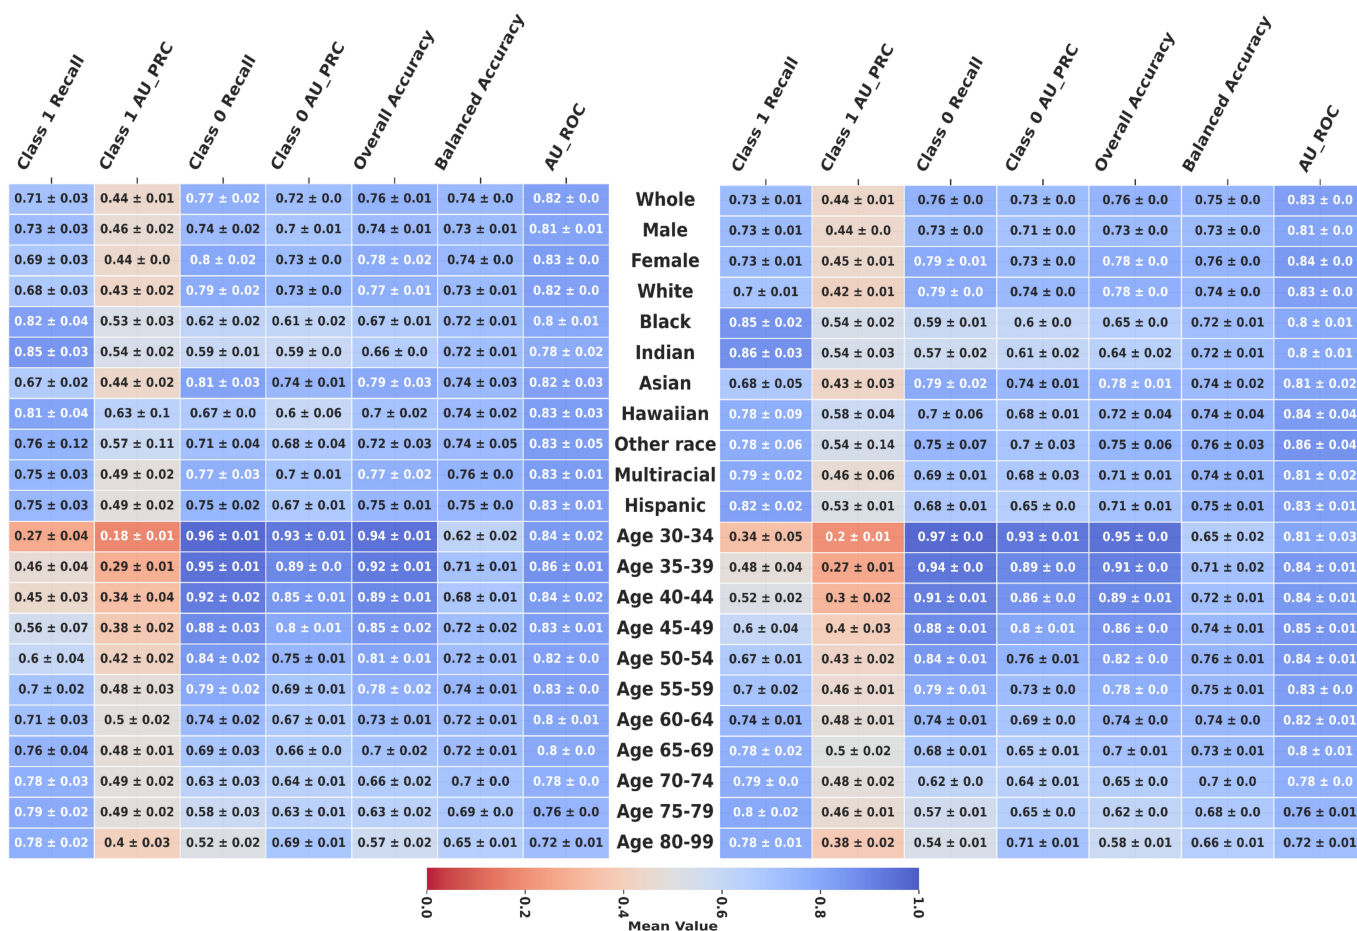 Class 1 Recall Class 1 AU_PRC Class 0 Recall Class 0 AU_PRC Overall Accuracy Balanced Accuracy AU_ROC Class 1 Recall Class 1 AU_PRC Class 0 Recall Class 0 AU_PRC Overall Accuracy Balanced Accuracy AU_ROC
0.71 ± 0.03 0.44 ± 0.01 0.77 ± 0.02 0.72 ± 0.0 0.76 ± 0.01 0.74 ± 0.0 0.82 ± 0.0 Whole 0.73 ± 0.01 0.44 ± 0.01 0.76 ± 0.0 0.73 ± 0.0 0.76 ± 0.0 0.75 ± 0.0 0.83 ± 0.0
0.73 ± 0.03 0.46 ± 0.02 0.74 ± 0.02 0.7 ± 0.01 0.74 ± 0.01 0.73 ± 0.01 0.81 ± 0.01 Male 0.73 ± 0.01 0.44 ± 0.0 0.73 ± 0.0 0.71 ± 0.0 0.73 ± 0.0 0.73 ± 0.0 0.81 ± 0.0
0.69 ± 0.03 0.44 ± 0.0 0.8 ± 0.02 0.73 ± 0.0 0.78 ± 0.02 0.74 ± 0.0 0.83 ± 0.0 Female 0.73 ± 0.01 0.45 ± 0.01 0.79 ± 0.01 0.73 ± 0.0 0.78 ± 0.0 0.76 ± 0.0 0.84 ± 0.0
0.68 ± 0.03 0.43 ± 0.02 0.79 ± 0.02 0.73 ± 0.0 0.77 ± 0.01 0.73 ± 0.01 0.82 ± 0.0 White 0.7 ± 0.01 0.42 ± 0.01 0.79 ± 0.0 0.74 ± 0.0 0.78 ± 0.0 0.74 ± 0.0 0.83 ± 0.0
0.82 ± 0.04 0.53 ± 0.03 0.62 ± 0.02 0.61 ± 0.02 0.67 ± 0.01 0.72 ± 0.01 0.8 ± 0.01 Black 0.85 ± 0.02 0.54 ± 0.02 0.59 ± 0.01 0.6 ± 0.0 0.65 ± 0.0 0.72 ± 0.01 0.8 ± 0.01
0.85 ± 0.03 0.54 ± 0.02 0.59 ± 0.01 0.59 ± 0.0 0.66 ± 0.0 0.72 ± 0.01 0.78 ± 0.02 Indian 0.86 ± 0.03 0.54 ± 0.03 0.57 ± 0.02 0.61 ± 0.02 0.64 ± 0.02 0.72 ± 0.01 0.8 ± 0.01
0.67 ± 0.02 0.44 ± 0.02 0.81 ± 0.03 0.74 ± 0.01 0.79 ± 0.03 0.74 ± 0.03 0.82 ± 0.03 Asian 0.68 ± 0.05 0.43 ± 0.03 0.79 ± 0.02 0.74 ± 0.01 0.78 ± 0.01 0.74 ± 0.02 0.81 ± 0.02
0.81 ± 0.04 0.63 ± 0.1 0.67 ± 0.0 0.6 ± 0.06 0.7 ± 0.02 0.74 ± 0.02 0.83 ± 0.03 Hawaiian 0.78 ± 0.09 0.58 ± 0.04 0.7 ± 0.06 0.68 ± 0.01 0.72 ± 0.04 0.74 ± 0.04 0.84 ± 0.04
0.76 ± 0.12 0.57 ± 0.11 0.71 ± 0.04 0.68 ± 0.04 0.72 ± 0.03 0.74 ± 0.05 0.83 ± 0.05 Other race 0.78 ± 0.06 0.54 ± 0.14 0.75 ± 0.07 0.7 ± 0.03 0.75 ± 0.06 0.76 ± 0.03 0.86 ± 0.04
0.75 ± 0.03 0.49 ± 0.02 0.77 ± 0.03 0.7 ± 0.01 0.77 ± 0.02 0.76 ± 0.0 0.83 ± 0.01 Multiracial 0.79 ± 0.02 0.46 ± 0.06 0.69 ± 0.01 0.68 ± 0.03 0.71 ± 0.01 0.74 ± 0.01 0.81 ± 0.02
0.75 ± 0.03 0.49 ± 0.02 0.75 ± 0.02 0.67 ± 0.01 0.75 ± 0.01 0.75 ± 0.0 0.83 ± 0.01 Hispanic 0.82 ± 0.02 0.53 ± 0.01 0.68 ± 0.01 0.65 ± 0.0 0.71 ± 0.01 0.75 ± 0.01 0.83 ± 0.01
0.27 ± 0.04 0.18 ± 0.01 0.96 ± 0.01 0.93 ± 0.01 0.94 ± 0.01 0.62 ± 0.02 0.84 ± 0.02 Age 30-34 0.34 ± 0.05 0.2 ± 0.01 0.97 ± 0.0 0.93 ± 0.01 0.95 ± 0.0 0.65 ± 0.02 0.81 ± 0.03
0.46 ± 0.04 0.29 ± 0.01 0.95 ± 0.01 0.89 ± 0.0 0.92 ± 0.01 0.71 ± 0.01 0.86 ± 0.01 Age 35-39 0.48 ± 0.04 0.27 ± 0.01 0.94 ± 0.0 0.89 ± 0.0 0.91 ± 0.0 0.71 ± 0.02 0.84 ± 0.01
0.45 ± 0.03 0.34 ± 0.04 0.92 ± 0.02 0.85 ± 0.01 0.89 ± 0.01 0.68 ± 0.01 0.84 ± 0.02 Age 40-44 0.52 ± 0.02 0.3 ± 0.02 0.91 ± 0.01 0.86 ± 0.0 0.89 ± 0.01 0.72 ± 0.01 0.84 ± 0.01
0.56 ± 0.07 0.38 ± 0.02 0.88 ± 0.03 0.8 ± 0.01 0.85 ± 0.02 0.72 ± 0.02 0.83 ± 0.01 Age 45-49 0.6 ± 0.04 0.4 ± 0.03 0.88 ± 0.01 0.8 ± 0.01 0.86 ± 0.0 0.74 ± 0.01 0.85 ± 0.01
0.6 ± 0.04 0.42 ± 0.02 0.84 ± 0.02 0.75 ± 0.01 0.81 ± 0.01 0.72 ± 0.01 0.82 ± 0.0 Age 50-54 0.67 ± 0.01 0.43 ± 0.02 0.84 ± 0.01 0.76 ± 0.01 0.82 ± 0.0 0.76 ± 0.01 0.84 ± 0.01
0.7 ± 0.02 0.48 ± 0.03 0.79 ± 0.02 0.69 ± 0.01 0.78 ± 0.02 0.74 ± 0.01 0.83 ± 0.0 Age 55-59 0.7 ± 0.02 0.46 ± 0.01 0.79 ± 0.01 0.73 ± 0.0 0.78 ± 0.0 0.75 ± 0.01 0.83 ± 0.0
0.71 ± 0.03 0.5 ± 0.02 0.74 ± 0.02 0.67 ± 0.01 0.73 ± 0.01 0.72 ± 0.01 0.8 ± 0.01 Age 60-64 0.74 ± 0.01 0.48 ± 0.01 0.74 ± 0.01 0.69 ± 0.0 0.74 ± 0.0 0.74 ± 0.0 0.82 ± 0.01
0.76 ± 0.04 0.48 ± 0.01 0.69 ± 0.03 0.66 ± 0.0 0.7 ± 0.02 0.72 ± 0.01 0.8 ± 0.0 Age 65-69 0.78 ± 0.02 0.5 ± 0.02 0.68 ± 0.01 0.65 ± 0.01 0.7 ± 0.01 0.73 ± 0.01 0.8 ± 0.01
0.78 ± 0.03 0.49 ± 0.02 0.63 ± 0.03 0.64 ± 0.01 0.66 ± 0.02 0.7 ± 0.0 0.78 ± 0.0 Age 70-74 0.79 ± 0.0 0.48 ± 0.02 0.62 ± 0.0 0.64 ± 0.01 0.65 ± 0.0 0.7 ± 0.0 0.78 ± 0.0
0.79 ± 0.02 0.49 ± 0.02 0.58 ± 0.03 0.63 ± 0.01 0.63 ± 0.02 0.69 ± 0.0 0.76 ± 0.0 Age 75-79 0.8 ± 0.02 0.46 ± 0.01 0.57 ± 0.01 0.65 ± 0.0 0.62 ± 0.0 0.68 ± 0.0 0.76 ± 0.01
0.78 ± 0.02 0.4 ± 0.03 0.52 ± 0.02 0.69 ± 0.01 0.57 ± 0.02 0.65 ± 0.01 0.72 ± 0.01 Age 80-99 0.78 ± 0.01 0.38 ± 0.02 0.54 ± 0.01 0.71 ± 0.01 0.58 ± 0.01 0.66 ± 0.01 0.72 ± 0.01
0.0 0.2 0.4 0.6 0.8 1.0
Mean Value